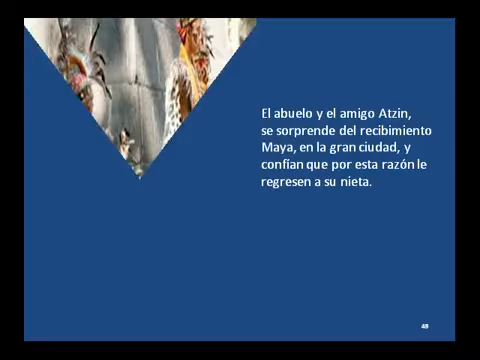 El abuelo y el amigo Atzin,
se sorprende del recibimiento
Maya, en la gran ciudad, y
confían que por esta razón le
regresen a su nieta.
49